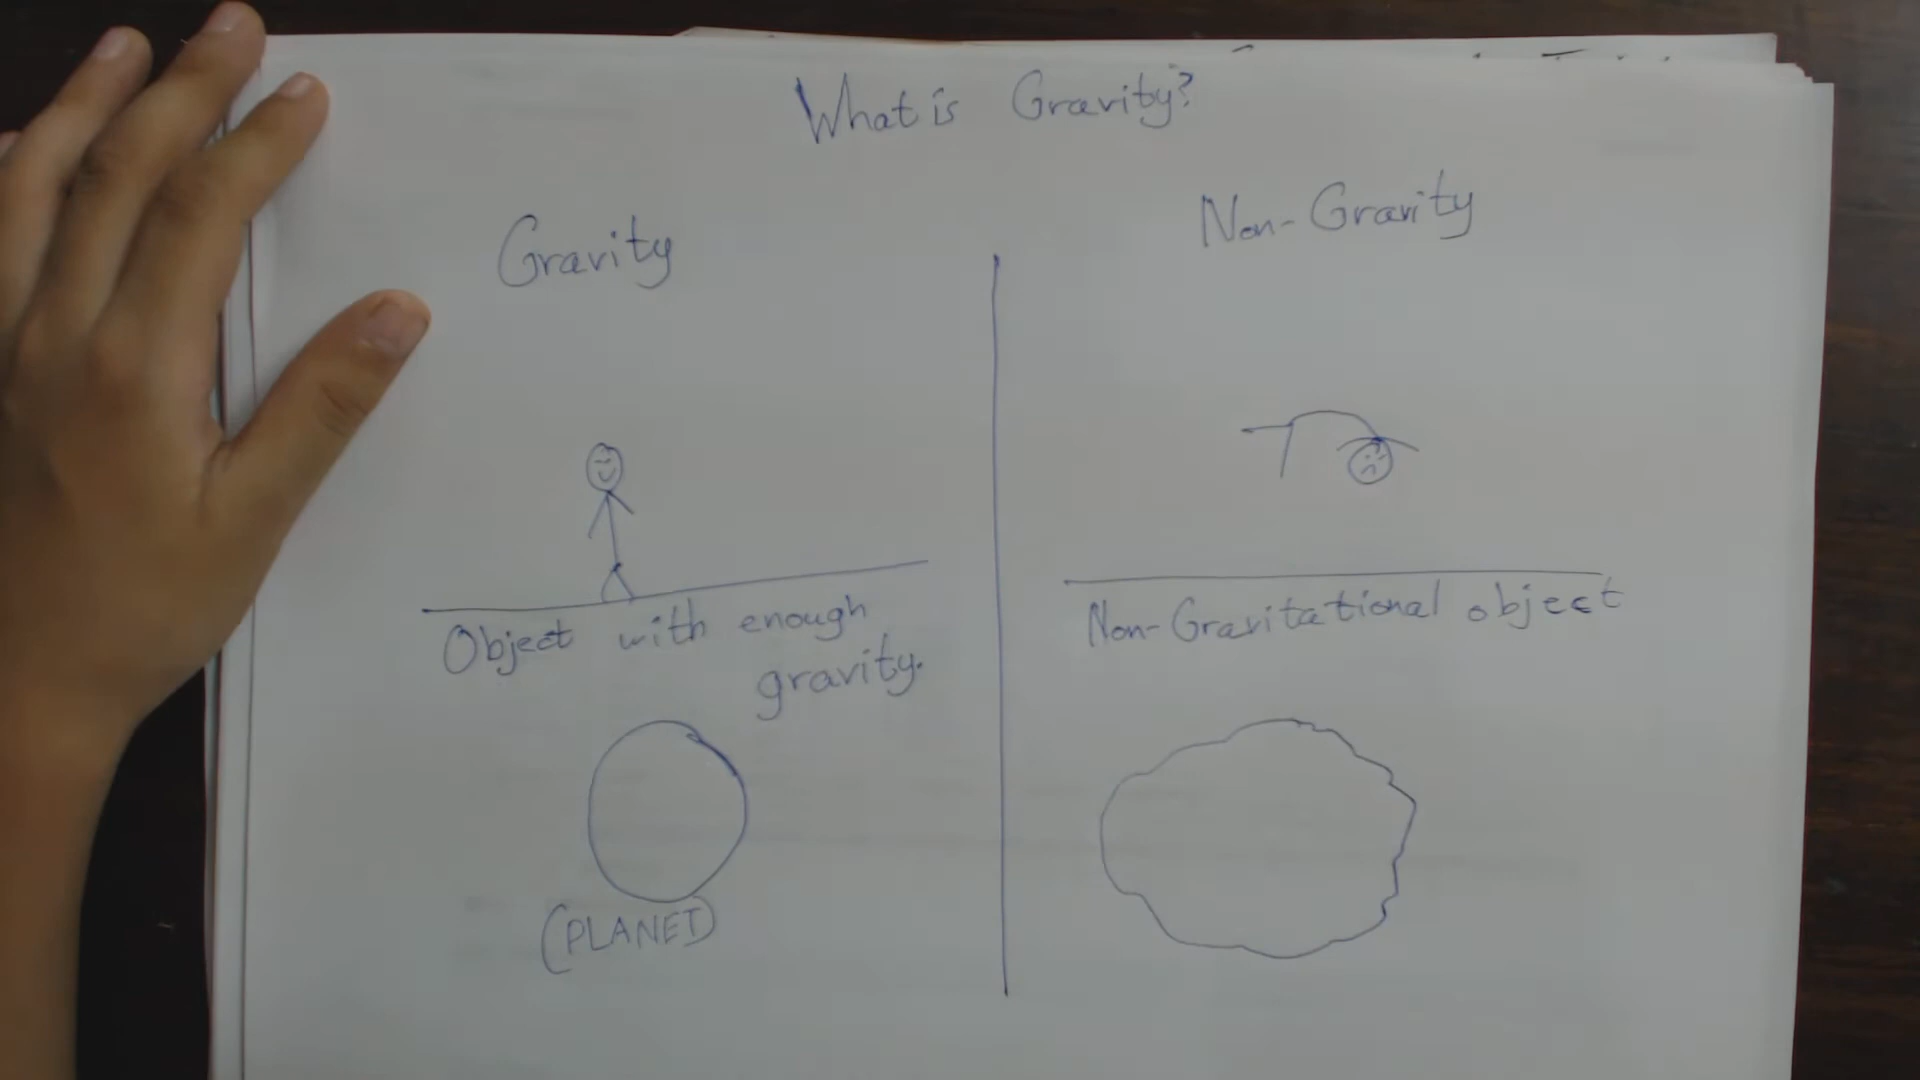 What is Gravity?
Gravity
Object with enough
gravity.
(PLANET)
Non-Gravity
Non-Gravitational object